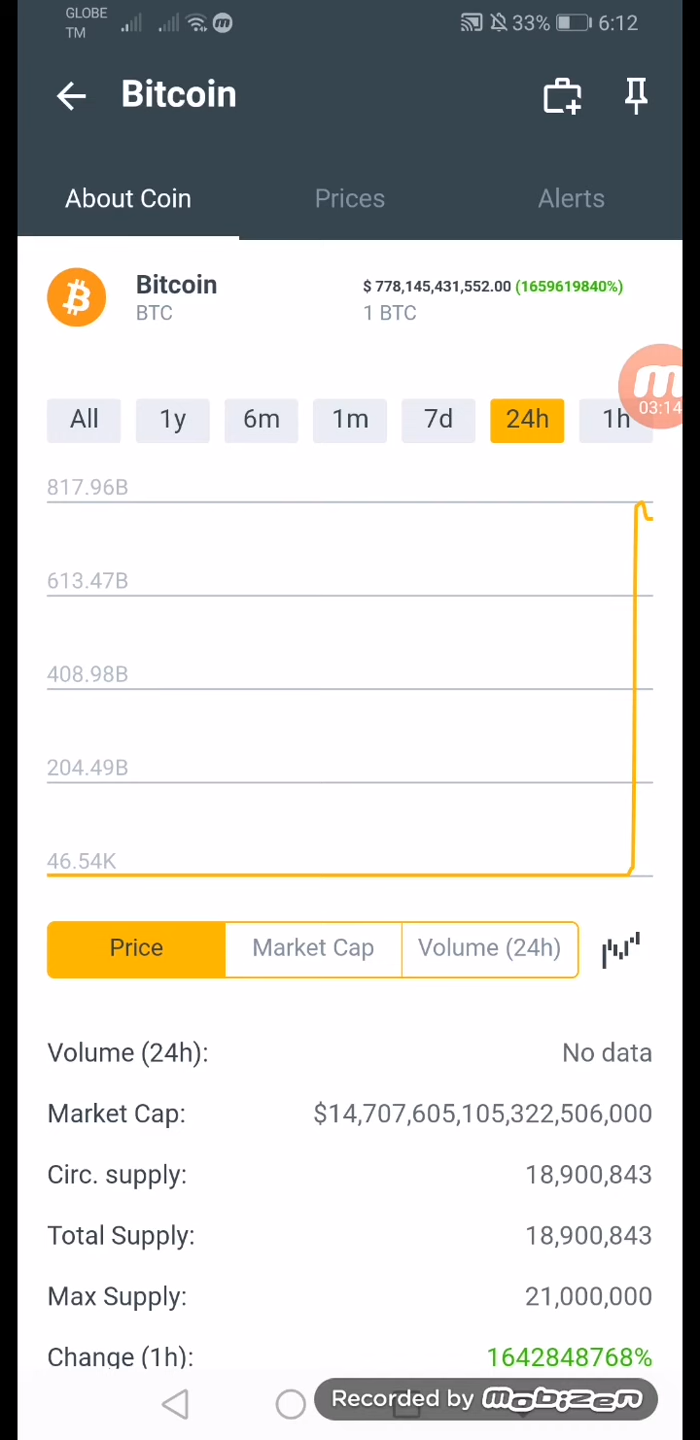 GLOBE
TM
33% 6:12
Bitcoin
About Coin Prices Alerts
Bitcoin
BTC
$ 778,145,431,552.00 (1659619840%)
1 BTC
03:14
All 1y 6m 1m 7d 24h 1h
817.96B
613.47B
408.98B
204.49B
46.54K
Price Market Cap Volume (24h)
Volume (24h): No data
Market Cap: $14,707,605,105,322,506,000
Circ. supply: 18,900,843
Total Supply: 18,900,843
Max Supply: 21,000,000
Change (1h): 1642848768%
Recorded by mobizen